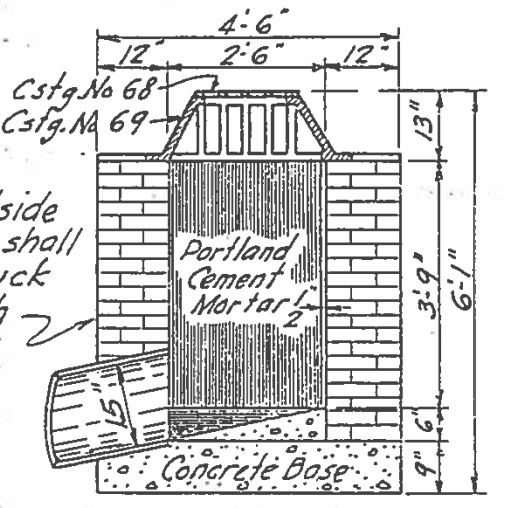 4'-6"
12" 2'-6" 12"
Cstg. No 68
Cstg. No 69
13"
side
shall
Portland
Cement
Mortar 1/2"
3'-9"
6'-1"
15"
6"
Concrete Base
9"